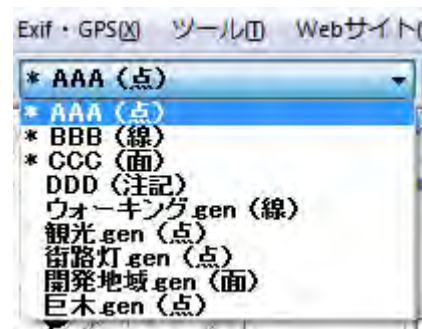 Exif・GPS(X) ツール(T) Webサイト(
* AAA（点）
* AAA（点）
* BBB（線）
* CCC（面）
DDD（注記）
ウォーキング.gen（線）
観光.gen（点）
街路灯.gen（点）
開発地域.gen（面）
巨木.gen（点）